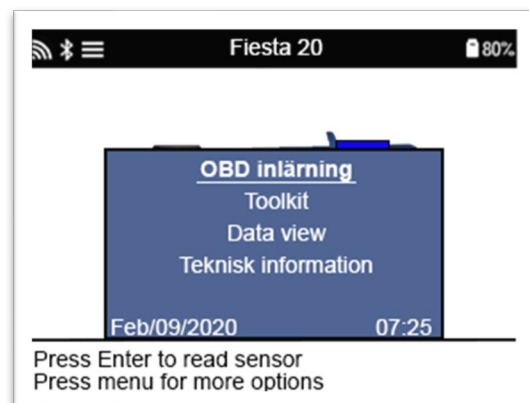 Fiesta 20 80%
OBD inlärning
Toolkit
Data view
Teknisk information
Feb/09/2020 07:25
Press Enter to read sensor
Press menu for more options